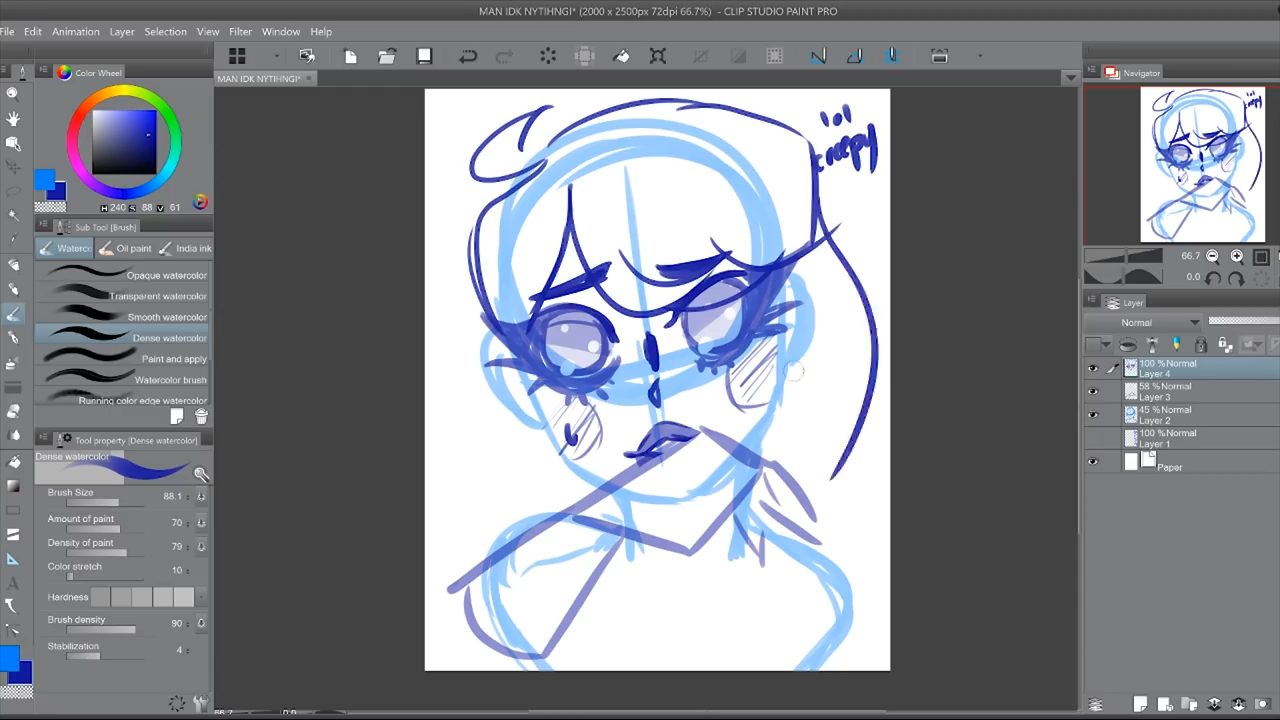 MAN IDK NYTIHNGI* (2000 x 2500px 72dpi 66.7%) - CLIP STUDIO PAINT PRO
File Edit Animation Layer Selection View Filter Window Help
MAN IDK NYTIHNGI*
Color Wheel
Navigator
creepy
H 240 S 88 V 61
Sub Tool [Brush]
Waterc Oil paint India ink
Opaque watercolor
Transparent watercolor
Smooth watercolor
Dense watercolor
Paint and apply
Watercolor brush
Running color edge watercolor
Tool property [Dense watercolor]
Dense watercolor
Brush Size 88.1
Amount of paint 70
Density of paint 79
Color stretch 10
Hardness
Brush density 90
Stabilization 4
66.7
0.0
Layer
Normal
100 %Normal
Layer 4
58 %Normal
Layer 3
45 %Normal
Layer 2
100 %Normal
Layer 1
Paper
66.7 0.0